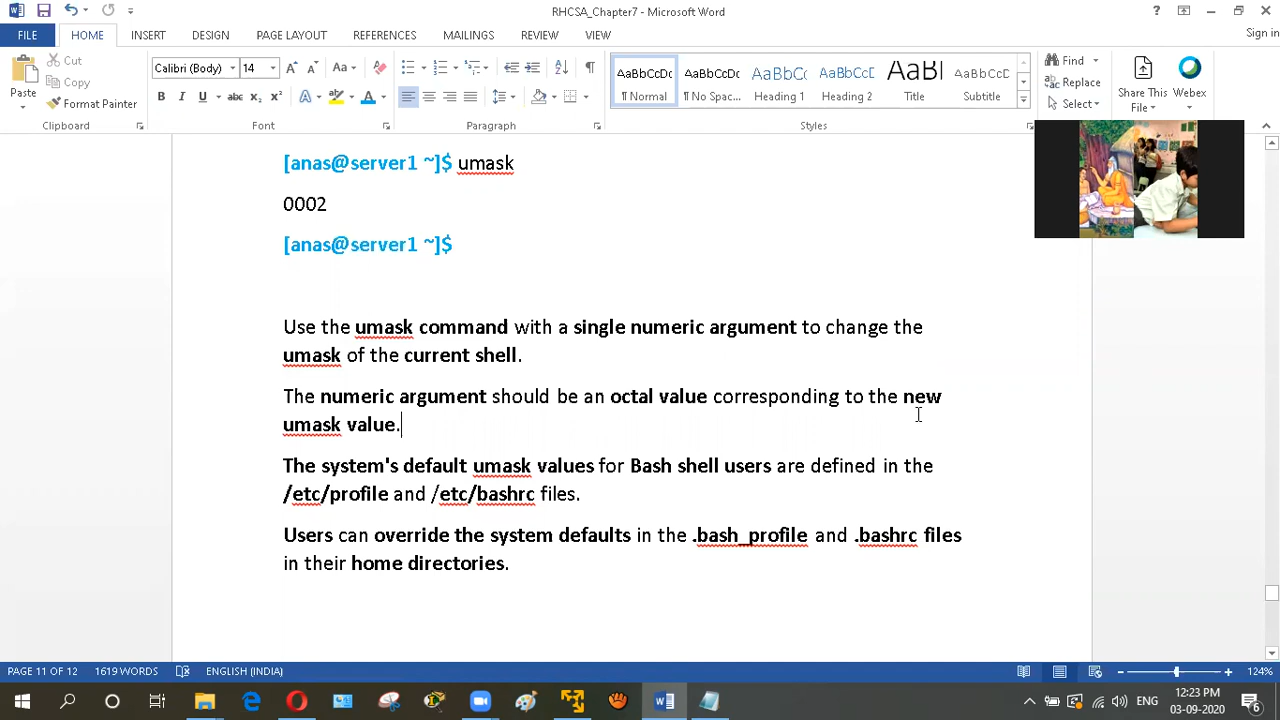 RHCSA_Chapter7 - Microsoft Word
? 
FILE HOME INSERT DESIGN PAGE LAYOUT REFERENCES MAILINGS REVIEW VIEW Sign in
Paste Cut Copy Format Painter
Calibri (Body) 14 Aa
B I U abc x₂ x² A A
Find Replace Select
AaBbCcDc AaBbCcDc AaBbCc AaBbCcC AaBl AaBbCcD
¶ Normal ¶ No Spac... Heading 1 Heading 2 Title Subtitle
Share This File Webex
Clipboard Font Paragraph Styles
[anas@server1 ~]$ umask
0002
[anas@server1 ~]$
Use the umask command with a single numeric argument to change the
umask of the current shell.
The numeric argument should be an octal value corresponding to the new
umask value.
The system's default umask values for Bash shell users are defined in the
/etc/profile and /etc/bashrc files.
Users can override the system defaults in the .bash_profile and .bashrc files
in their home directories.
PAGE 11 OF 12 1619 WORDS ENGLISH (INDIA) 124%
ENG 12:23 PM
03-09-2020 6